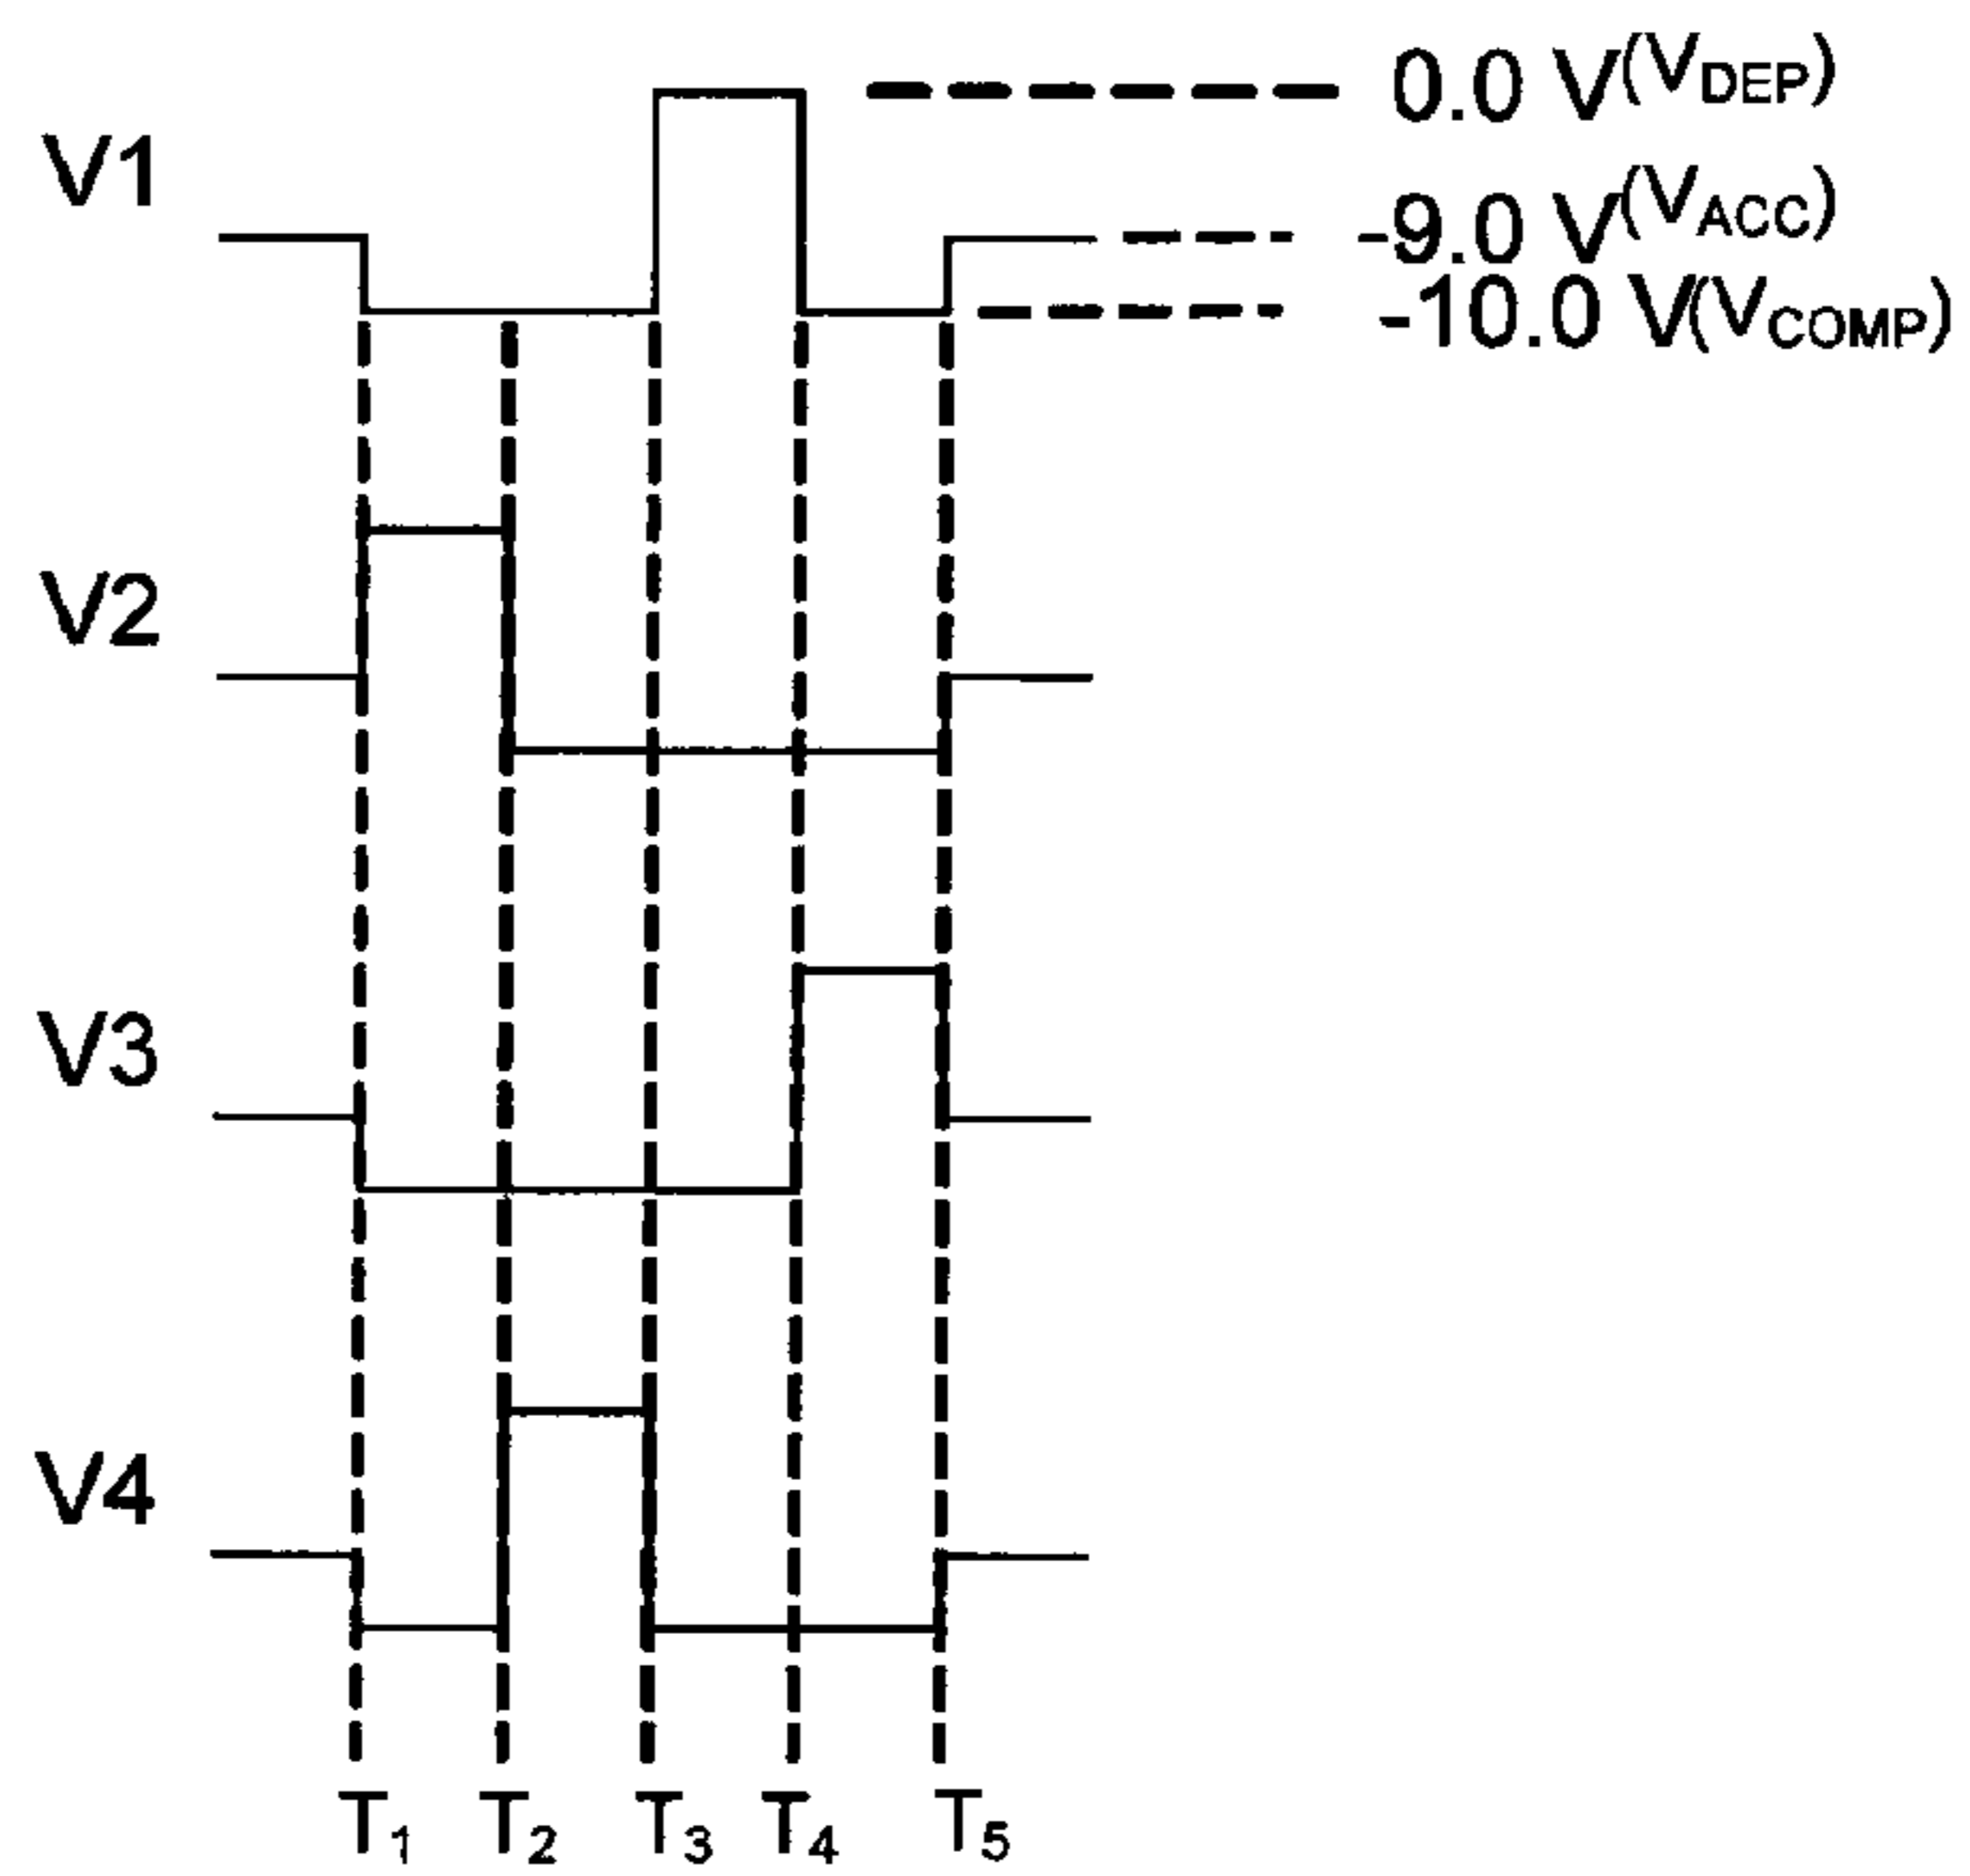 V1
0.0 V(VDEP)
-9.0 V(VACC)
-10.0 V(VCOMP)
V2
V3
V4
T1 T2 T3 T4 T5